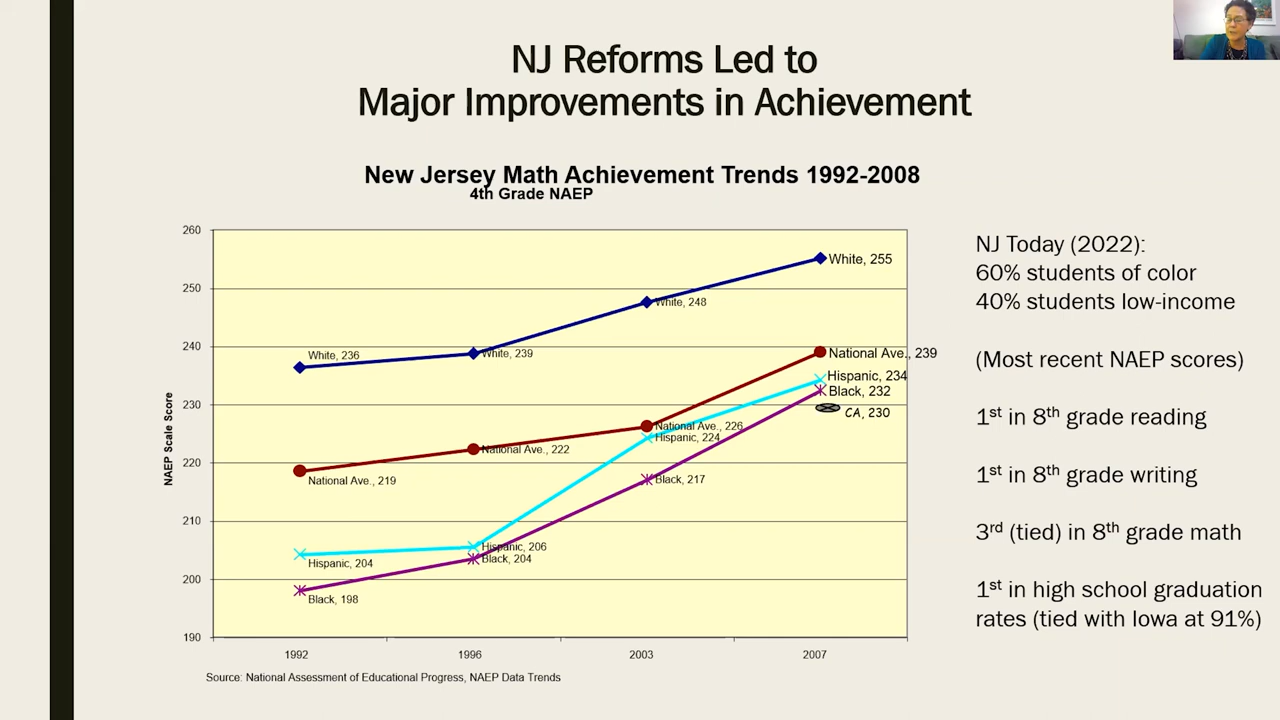 NJ Reforms Led to
Major Improvements in Achievement
New Jersey Math Achievement Trends 1992-2008
4th Grade NAEP
NAEP Scale Score
260
250
240
230
220
210
200
190
White, 236
White, 239
White, 248
White, 255
National Ave., 219
National Ave., 222
National Ave., 226
National Ave., 239
Hispanic, 204
Hispanic, 206
Hispanic, 224
Hispanic, 234
Black, 198
Black, 204
Black, 217
Black, 232
CA, 230
1992
1996
2003
2007
Source: National Assessment of Educational Progress, NAEP Data Trends
NJ Today (2022):
60% students of color
40% students low-income
(Most recent NAEP scores)
1st in 8th grade reading
1st in 8th grade writing
3rd (tied) in 8th grade math
1st in high school graduation
rates (tied with Iowa at 91%)